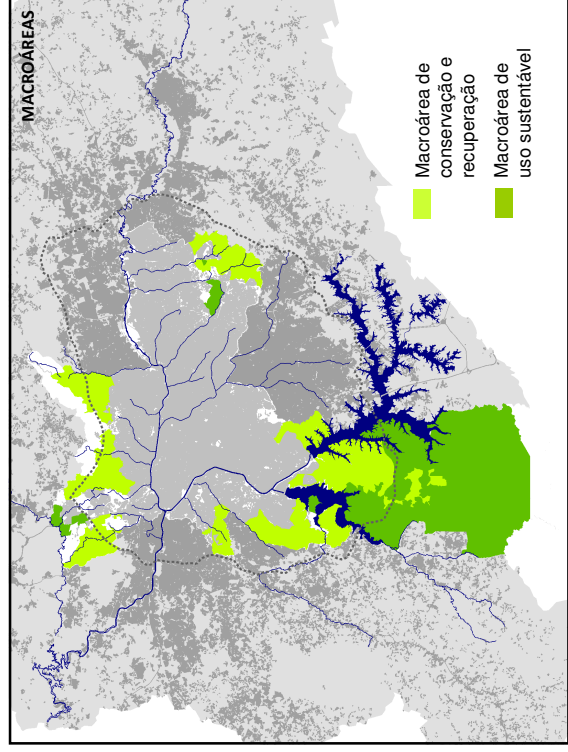 MACROÁREAS
Macroárea de
conservação e
recuperação
Macroárea de
uso sustentável